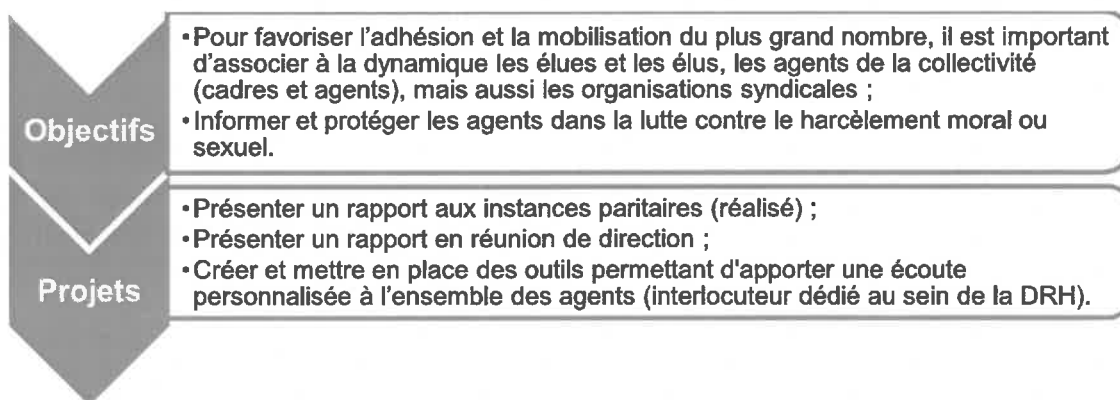 Objectifs
•Pour favoriser l'adhésion et la mobilisation du plus grand nombre, il est important
d'associer à la dynamique les élues et les élus, les agents de la collectivité
(cadres et agents), mais aussi les organisations syndicales ;
•Informer et protéger les agents dans la lutte contre le harcèlement moral ou
sexuel.
Projets
•Présenter un rapport aux instances paritaires (réalisé) ;
•Présenter un rapport en réunion de direction ;
•Créer et mettre en place des outils permettant d'apporter une écoute
personnalisée à l'ensemble des agents (interlocuteur dédié au sein de la DRH).